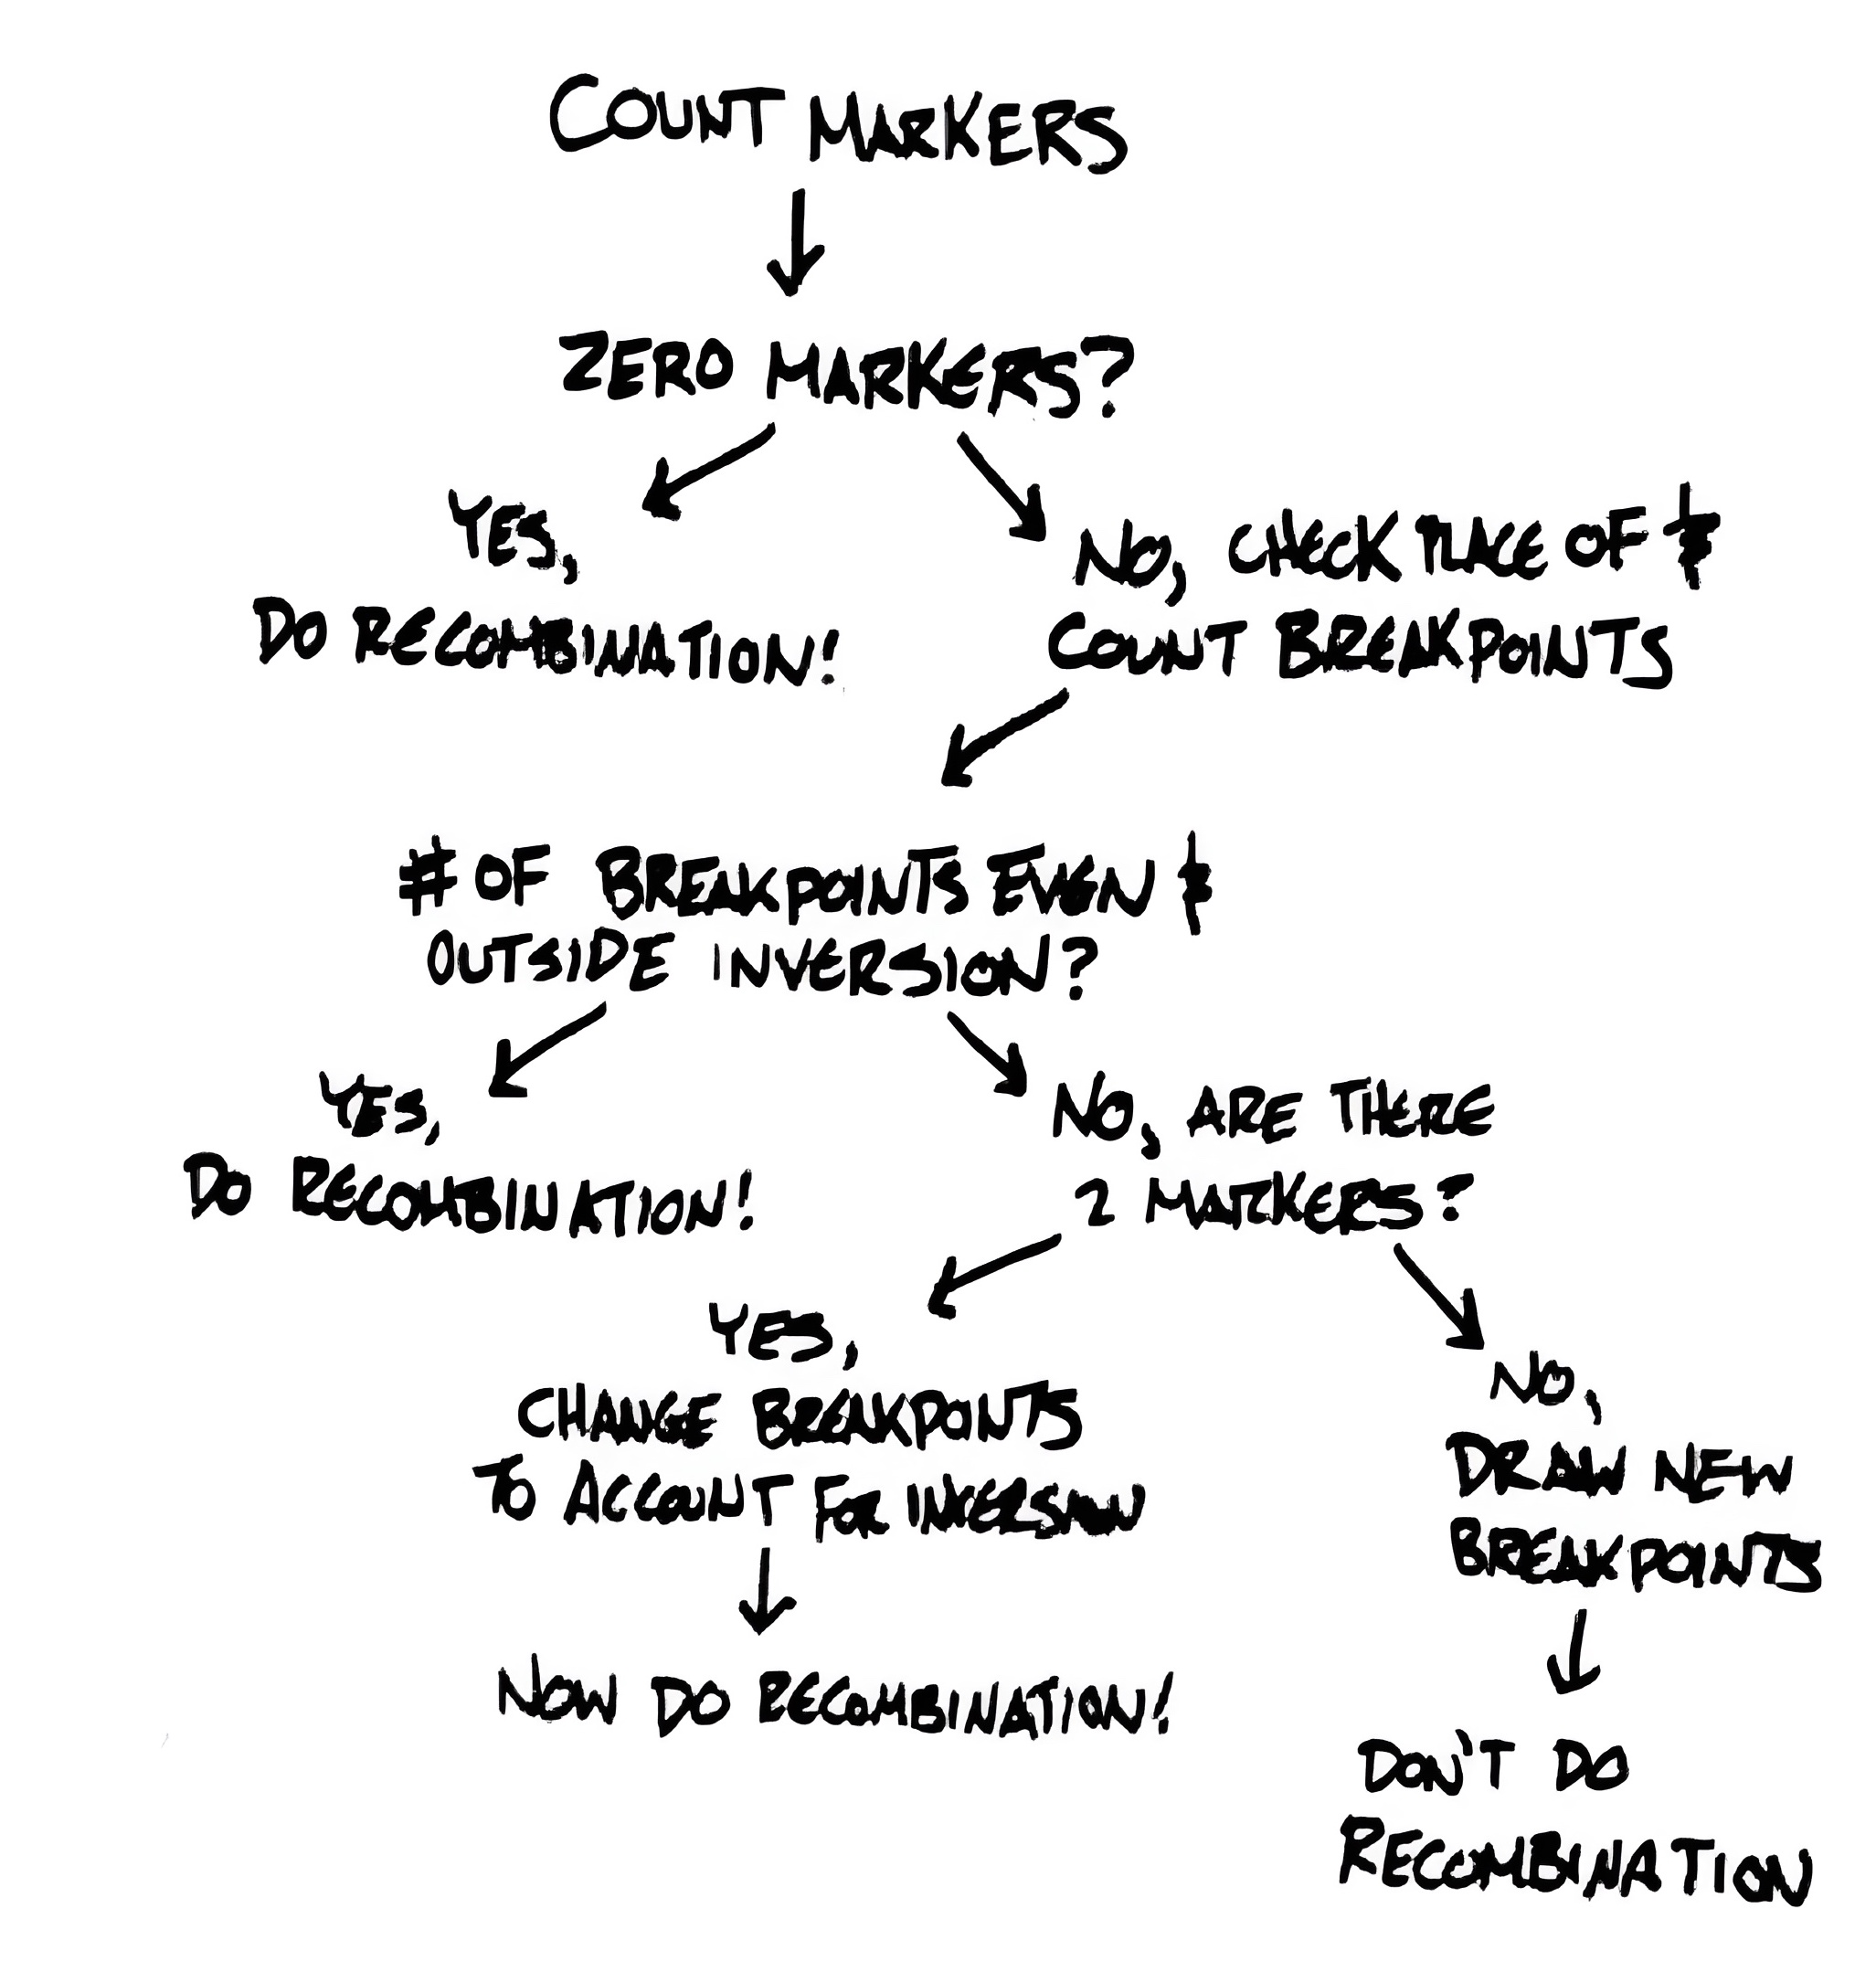 COUNT MARKERS
ZERO MARKERS?
YES,
DO RECOMBINATION!
NO, CHECK PLACE OF &
COUNT BREAKPOINTS
# OF BREAKPOINTS EVEN &
OUTSIDE INVERSION?
YES,
DO RECOMBINATION!
NO, ARE THERE
2 MARKERS?
YES,
CHANGE BREAKPOINTS
TO ACCOUNT FOR INVERSION
NOW DO RECOMBINATION!
NO,
DRAW NEW
BREAKPOINTS
DON'T DO
RECOMBINATION